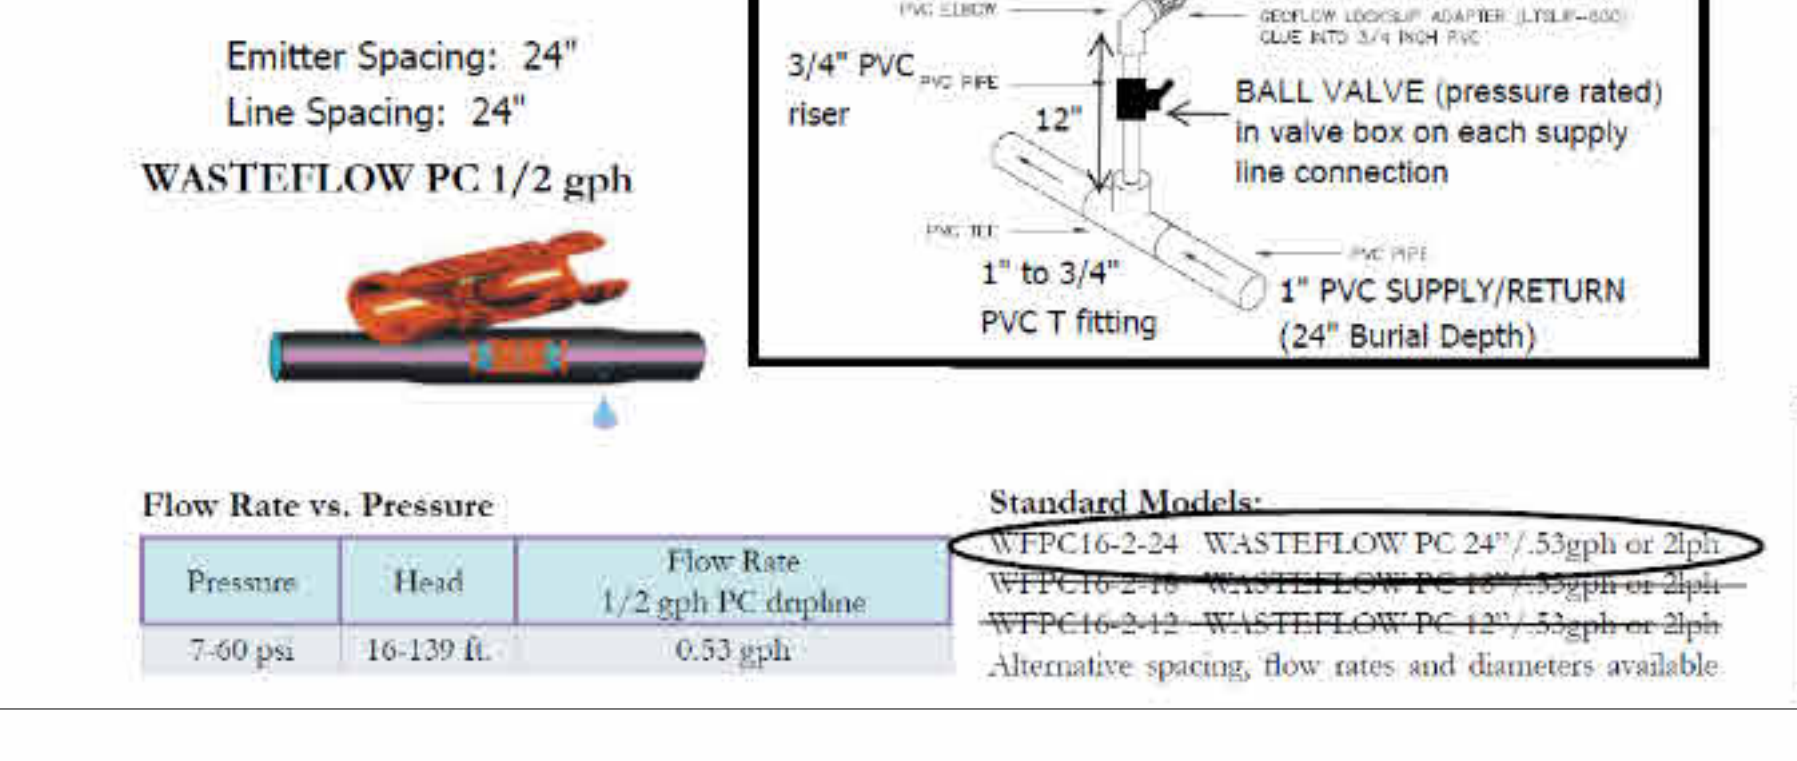 Emitter Spacing: 24"
Line Spacing: 24"
WASTEFLOW PC 1/2 gph
PVC ELBOW
GEOFLOW LOCKSLIP ADAPTER (LTSLIP-600)
GLUE INTO 3/4 INCH PVC
3/4" PVC
riser
PVC PIPE
12"
BALL VALVE (pressure rated)
in valve box on each supply
line connection
PVC TEE
1" to 3/4"
PVC T fitting
PVC PIPE
1" PVC SUPPLY/RETURN
(24" Burial Depth)
Flow Rate vs. Pressure
Pressure
Head
Flow Rate
1/2 gph PC dripline
7-60 psi
16-139 ft.
0.53 gph
Standard Models:
WFPC16-2-24 WASTEFLOW PC 24"/.53gph or 2lph
WFPC16-2-18 WASTEFLOW PC 18"/.53gph or 2lph
WFPC16-2-12 WASTEFLOW PC 12"/.53gph or 2lph
Alternative spacing, flow rates and diameters available